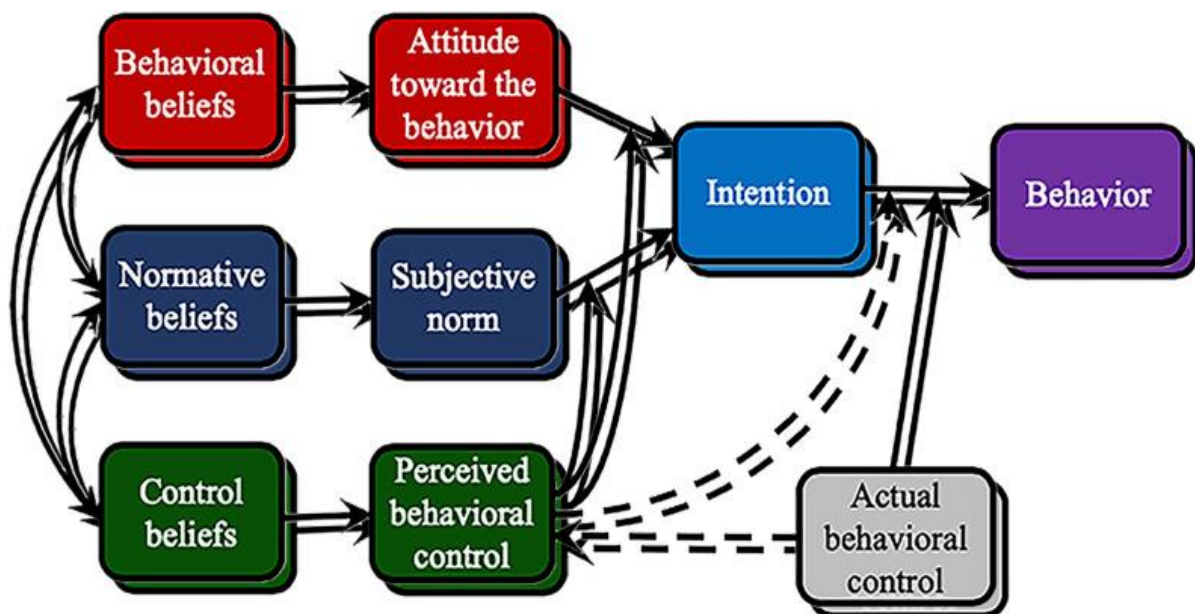 Behavioral
beliefs
Attitude
toward the
behavior
Intention
Behavior
Normative
beliefs
Subjective
norm
Control
beliefs
Perceived
behavioral
control
Actual
behavioral
control